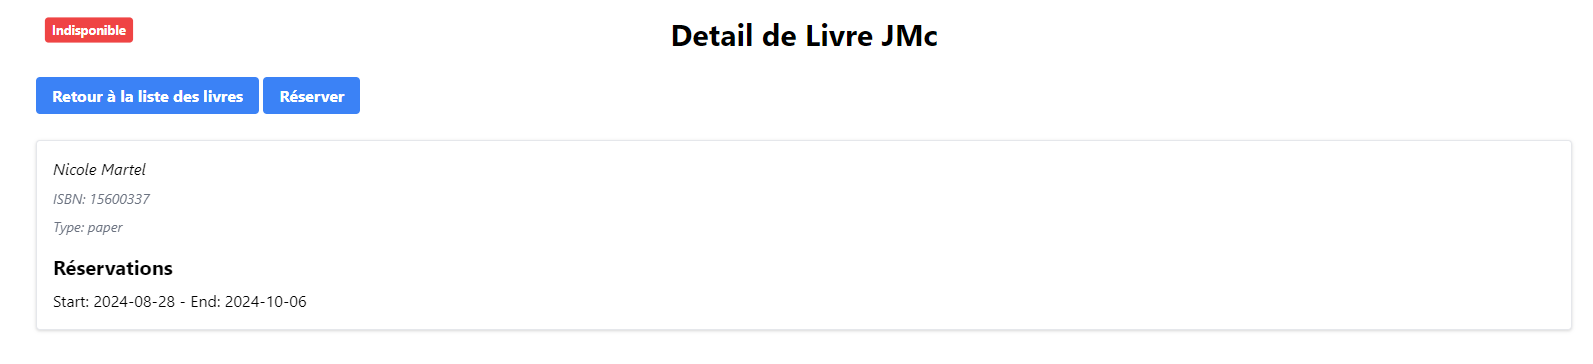 Indisponible
Detail de Livre JMc
Retour à la liste des livres
Réserver
Nicole Martel
ISBN: 15600337
Type: paper
Réservations
Start: 2024-08-28 - End: 2024-10-06